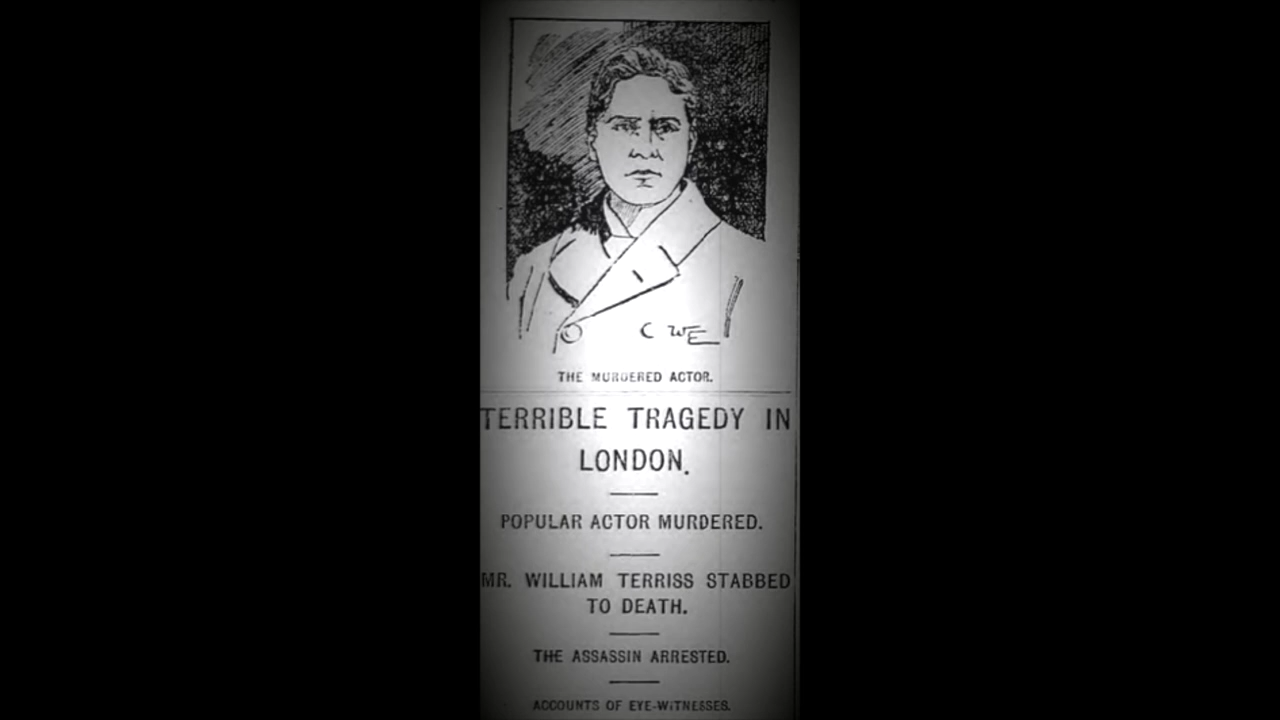 C WE
THE MURDERED ACTOR.
TERRIBLE TRAGEDY IN
LONDON.
POPULAR ACTOR MURDERED.
MR. WILLIAM TERRISS STABBED
TO DEATH.
THE ASSASSIN ARRESTED.
ACCOUNTS OF EYE-WITNESSES.